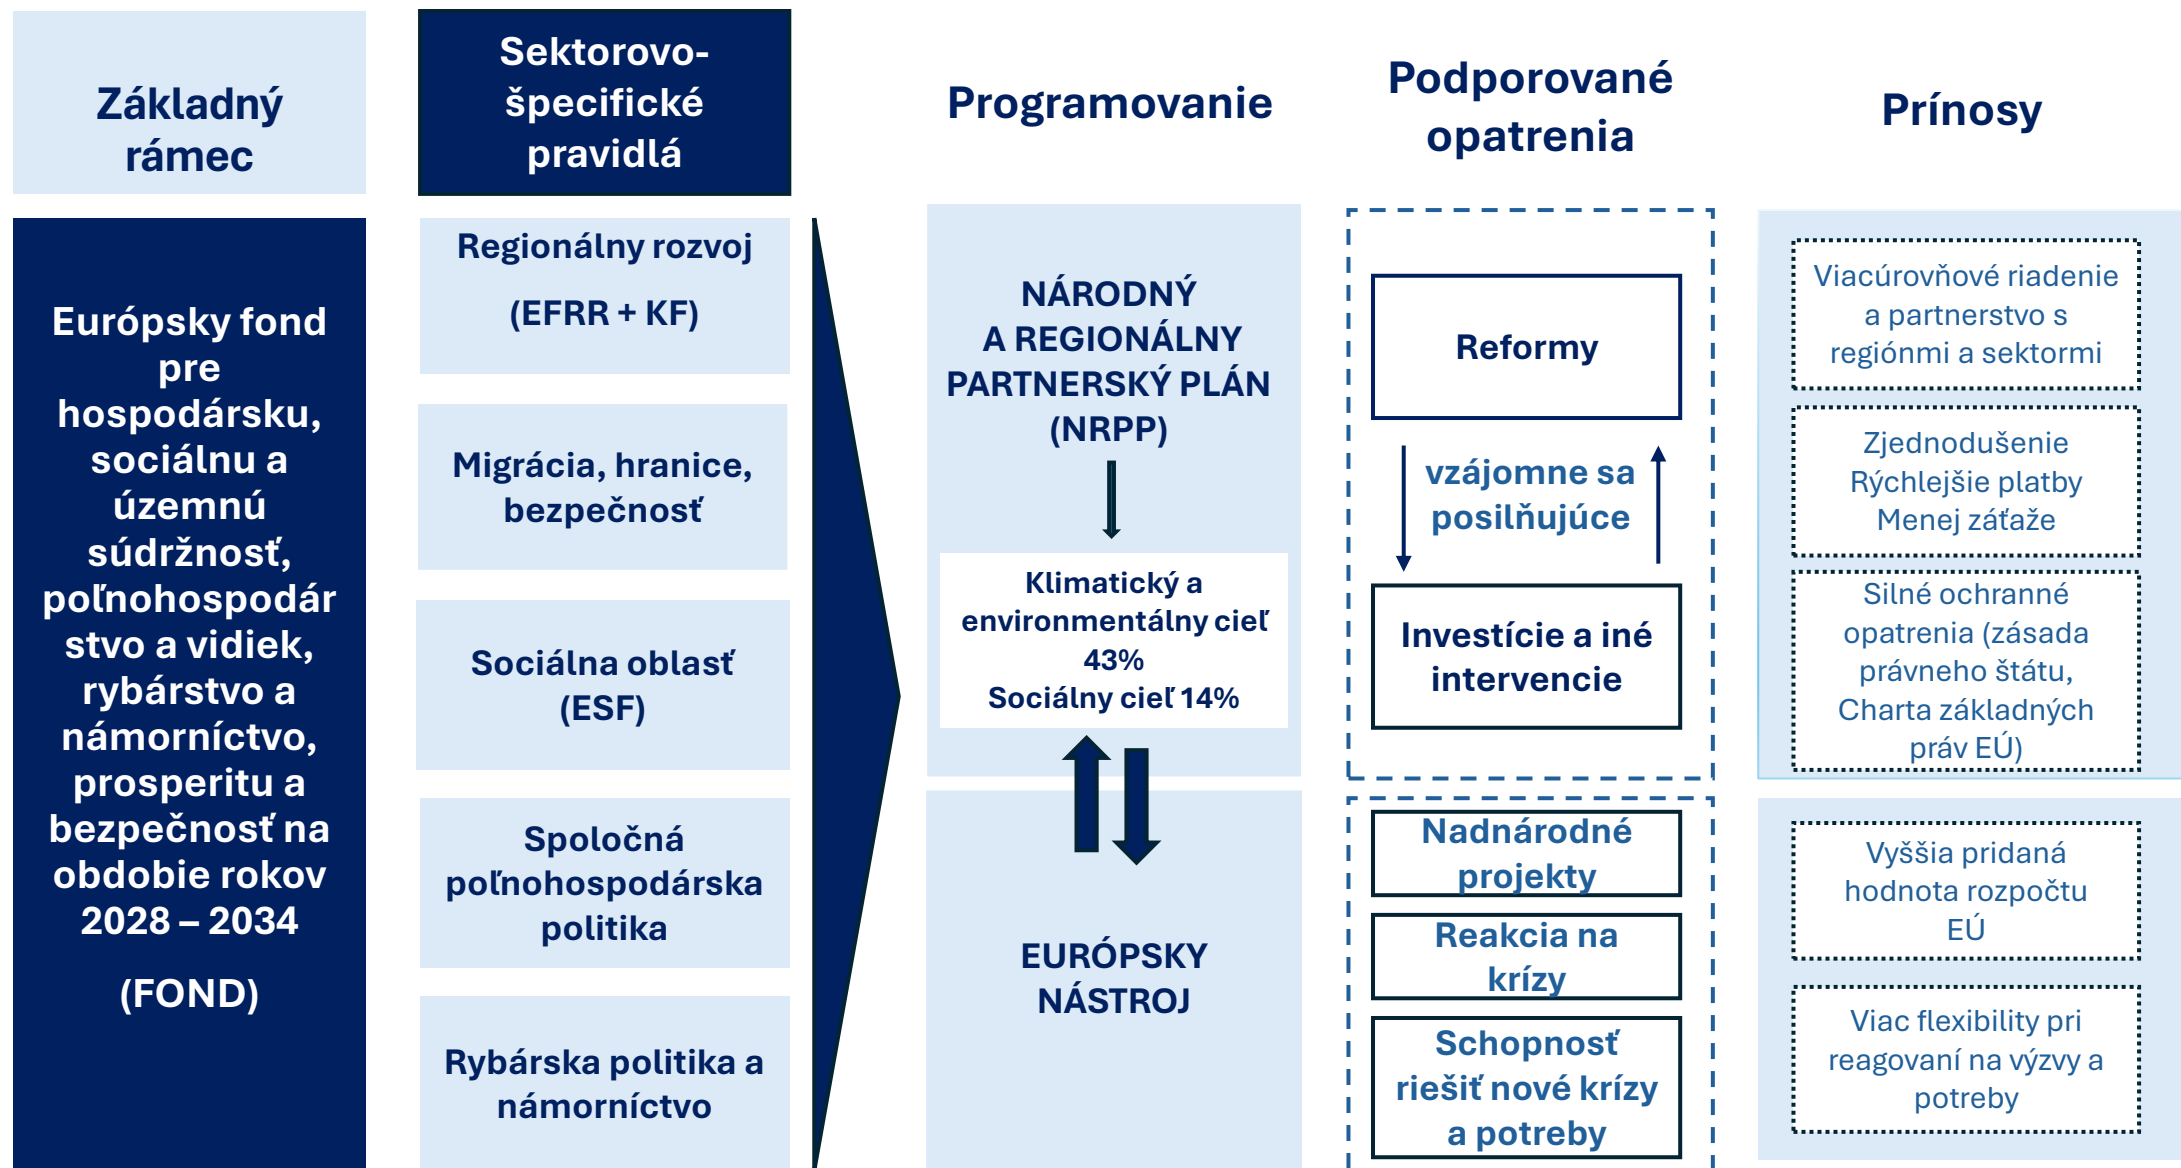 Základný
rámec
Sektorovo-
špecifické
pravidlá
Programovanie
Podporované
opatrenia
Prínosy
Európsky fond
pre
hospodársku,
sociálnu a
územnú
súdržnosť,
poľnohospodár
stvo a vidiek,
rybárstvo a
námorníctvo,
prosperitu a
bezpečnosť na
obdobie rokov
2028 – 2034
(FOND)
Regionálny rozvoj
(EFRR + KF)
Migrácia, hranice,
bezpečnosť
Sociálna oblasť
(ESF)
Spoločná
poľnohospodárska
politika
Rybárska politika a
námorníctvo
NÁRODNÝ
A REGIONÁLNY
PARTNERSKÝ PLÁN
(NRPP)
Klimatický a
environmentálny cieľ
43%
Sociálny cieľ 14%
EURÓPSKY
NÁSTROJ
Reformy
vzájomne sa
posilňujúce
Investície a iné
intervencie
Nadnárodné
projekty
Reakcia na
krízy
Schopnosť
riešiť nové krízy
a potreby
Viacúrovňové riadenie
a partnerstvo s
regiónmi a sektormi
Zjednodušenie
Rýchlejšie platby
Menej záťaže
Silné ochranné
opatrenia (zásada
právneho štátu,
Charta základných
práv EÚ)
Vyššia pridaná
hodnota rozpočtu
EÚ
Viac flexibility pri
reagovaní na výzvy a
potreby